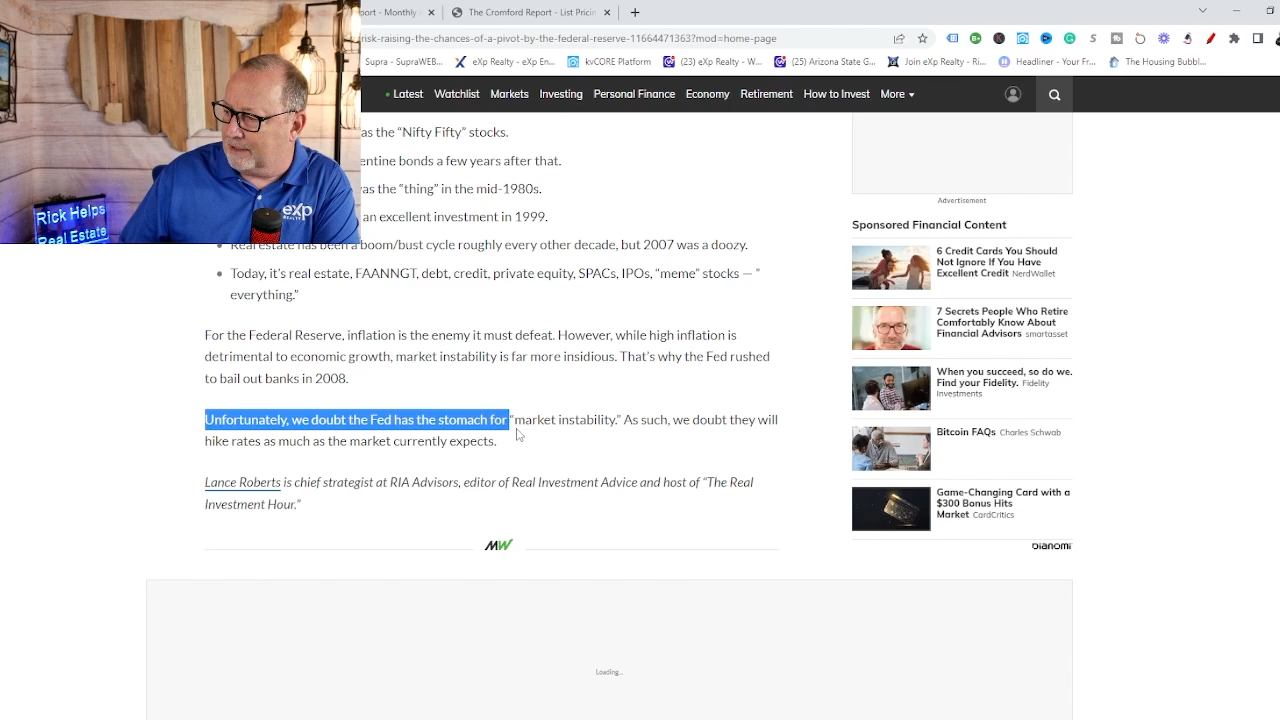 port - Monthly
The Cromford Report - List Pricin
risk-raising-the-chances-of-a-pivot-by-the-federal-reserve-11664471363?mod=home-page
Supra - SupraWEB...
eXp Realty - eXp En...
kvCORE Platform
(23) eXp Realty - W...
(25) Arizona State G...
Join eXp Realty - Ri...
Headliner - Your Fr...
The Housing Bubbl...
Latest
Watchlist
Markets
Investing
Personal Finance
Economy
Retirement
How to Invest
More
as the “Nifty Fifty” stocks.
entine bonds a few years after that.
was the “thing” in the mid-1980s.
an excellent investment in 1999.
Real estate has been a boom/bust cycle roughly every other decade, but 2007 was a doozy.
Today, it’s real estate, FAANNGT, debt, credit, private equity, SPACs, IPOs, “meme” stocks — “
everything.”
For the Federal Reserve, inflation is the enemy it must defeat. However, while high inflation is
detrimental to economic growth, market instability is far more insidious. That’s why the Fed rushed
to bail out banks in 2008.
Unfortunately, we doubt the Fed has the stomach for “market instability.” As such, we doubt they will
hike rates as much as the market currently expects.
Lance Roberts is chief strategist at RIA Advisors, editor of Real Investment Advice and host of “The Real
Investment Hour.”
MW
Loading...
Advertisement
Sponsored Financial Content
6 Credit Cards You Should
Not Ignore If You Have
Excellent Credit NerdWallet
7 Secrets People Who Retire
Comfortably Know About
Financial Advisors smartasset
When you succeed, so do we.
Find your Fidelity. Fidelity
Investments
Bitcoin FAQs Charles Schwab
Game-Changing Card with a
$300 Bonus Hits
Market CardCritics
bianomi
Rick Helps
Real Estate
eXp
REALTY